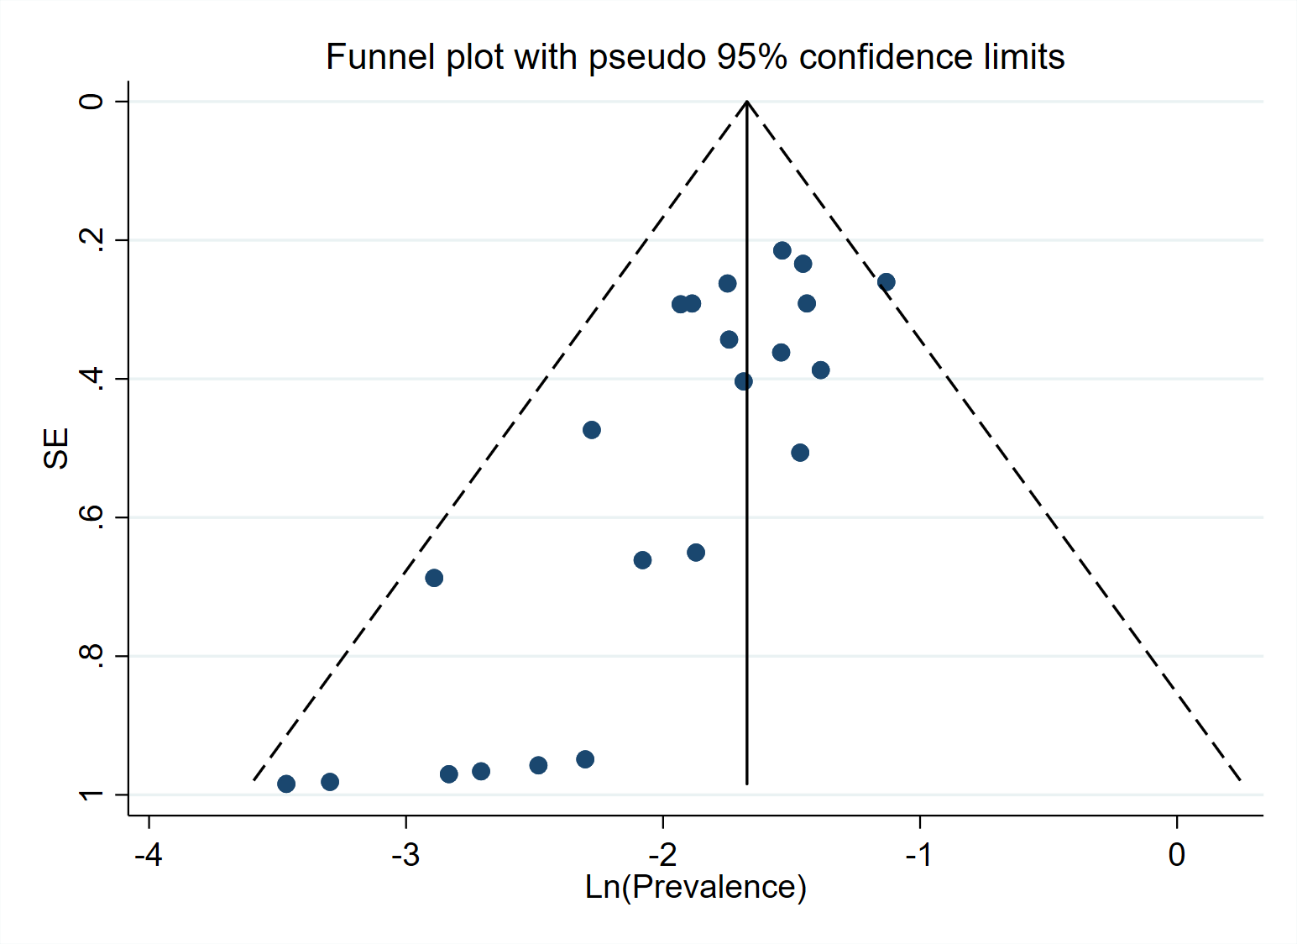 Funnel plot with pseudo 95% confidence limits
0
.2
.4
.6
.8
1
SE
-4 -3 -2 -1 0
Ln(Prevalence)